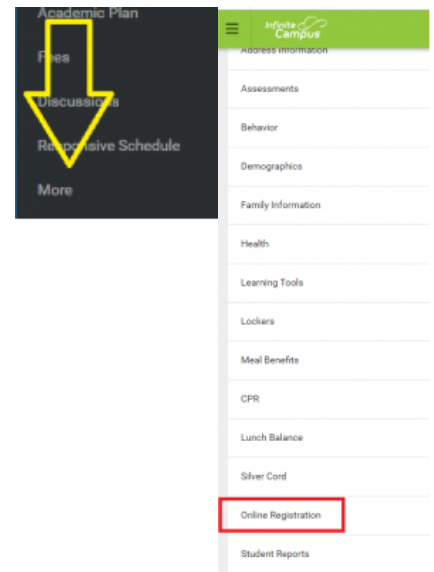 Academic Plan
Fees
Discussions
Responsive Schedule
More
Infinite
Campus
Address Information
Assessments
Behavior
Demographics
Family Information
Health
Learning Tools
Lockers
Meal Benefits
CPR
Lunch Balance
Silver Cord
Online Registration
Student Reports